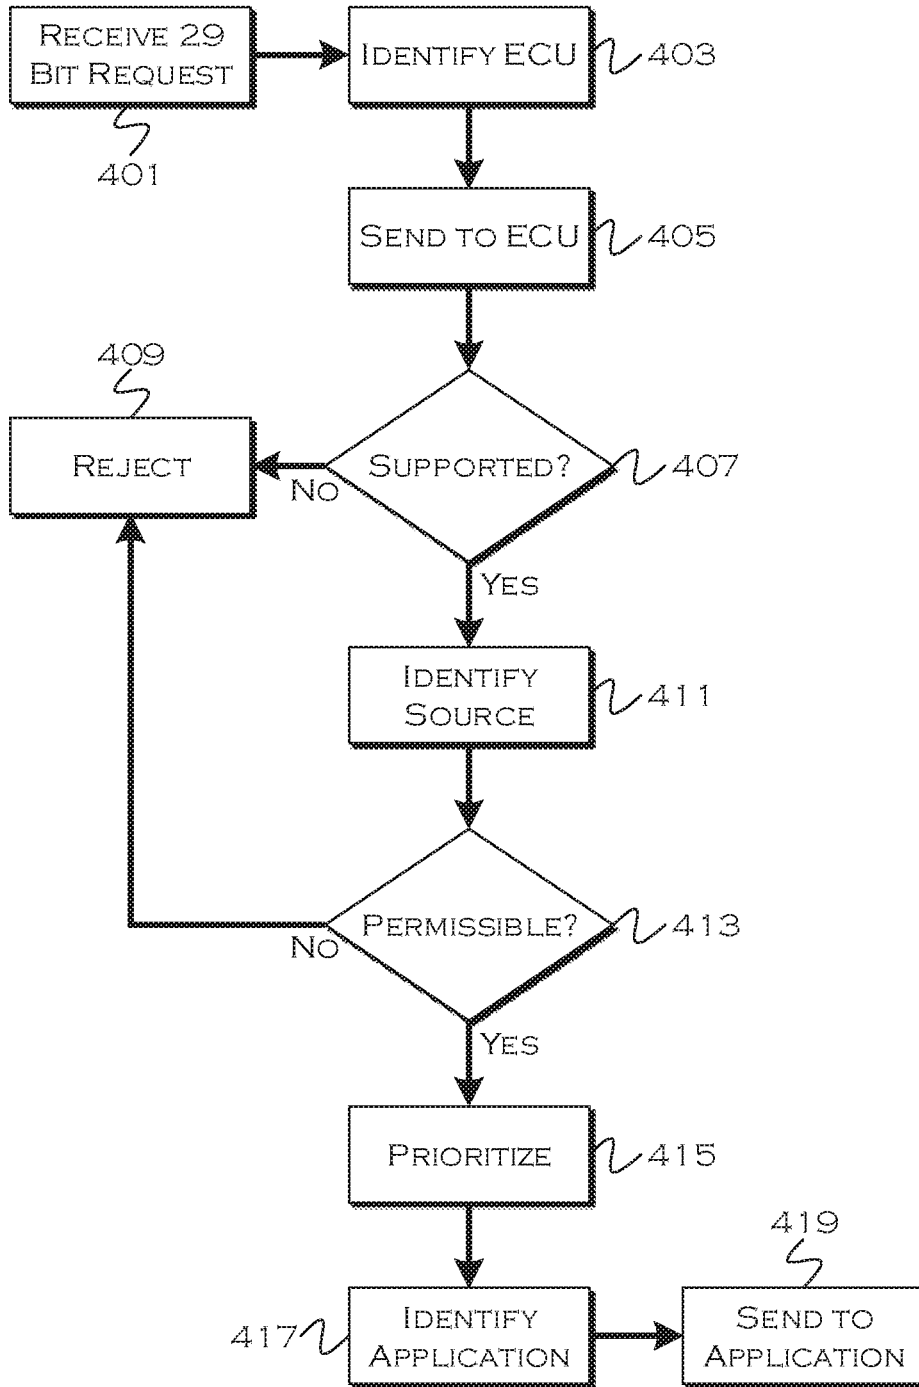 RECEIVE 29
BIT REQUEST
401
IDENTIFY ECU
403
SEND TO ECU
405
409
REJECT
NO
SUPPORTED?
407
YES
IDENTIFY
SOURCE
411
NO
PERMISSIBLE?
413
YES
PRIORITIZE
415
417
IDENTIFY
APPLICATION
419
SEND TO
APPLICATION